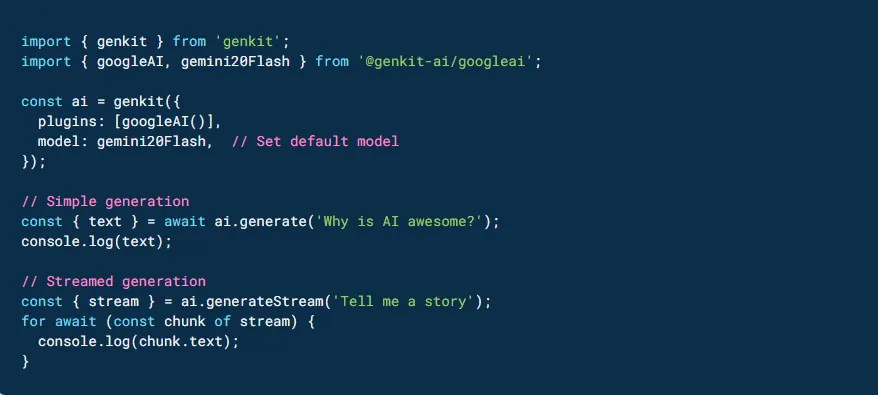 import { genkit } from 'genkit';
import { googleAI, gemini20Flash } from '@genkit-ai/googleai';

const ai = genkit({
  plugins: [googleAI()],
  model: gemini20Flash,  // Set default model
});

// Simple generation
const { text } = await ai.generate('Why is AI awesome?');
console.log(text);

// Streamed generation
const { stream } = ai.generateStream('Tell me a story');
for await (const chunk of stream) {
  console.log(chunk.text);
}